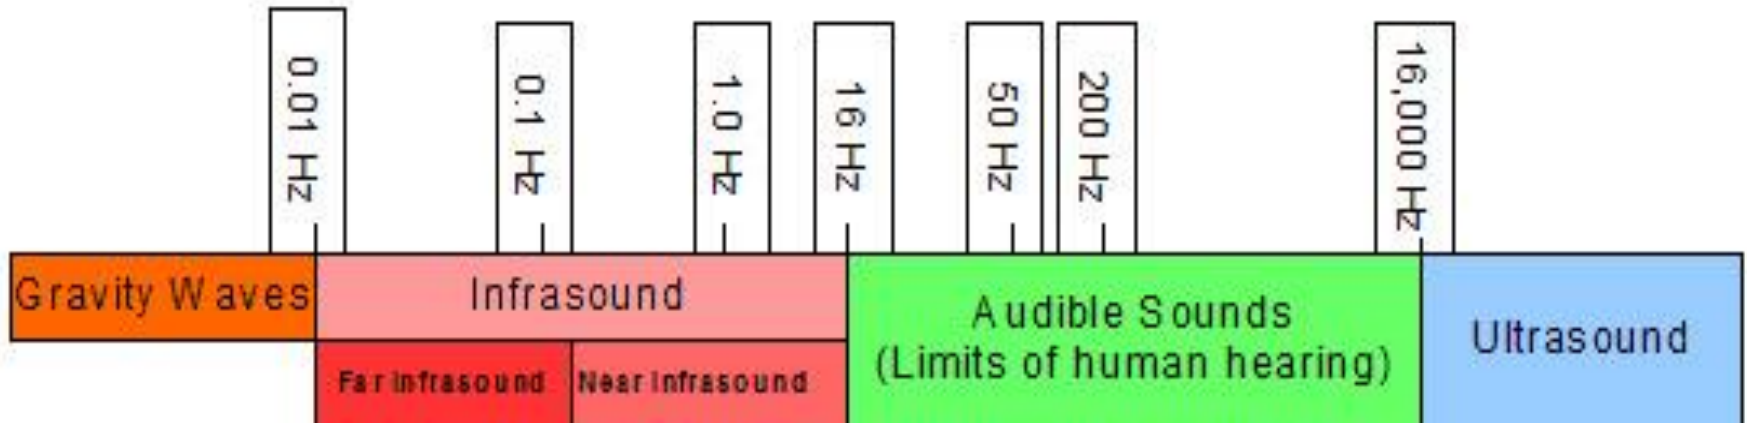 0.01 Hz
0.1 Hz
1.0 Hz
16 Hz
50 Hz
200 Hz
16,000 Hz
Gravity Waves
Infrasound
Audible Sounds
(Limits of human hearing)
Ultrasound
Far Infrasound
Near Infrasound